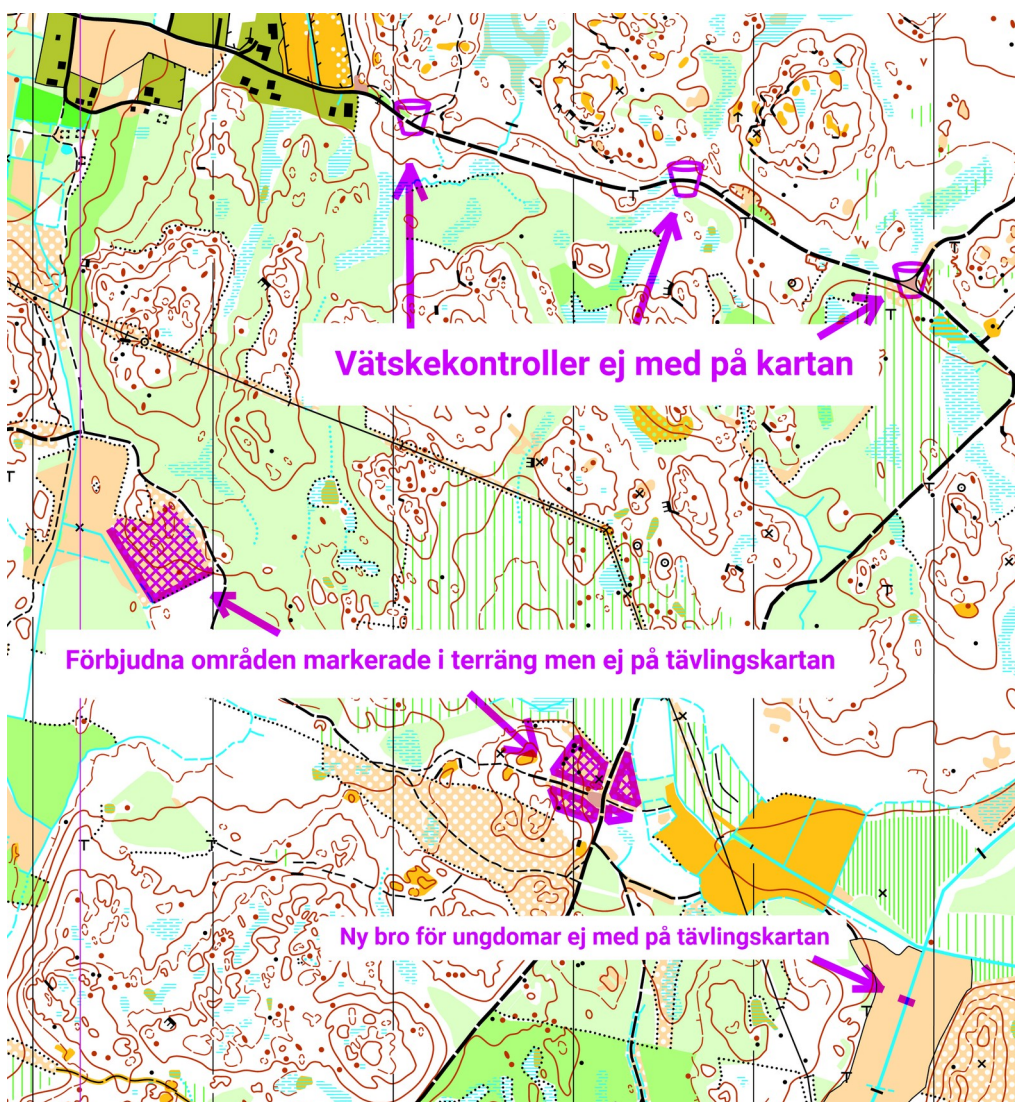 Vätskekontroller ej med på kartan
Förbjudna områden markerade i terräng men ej på tävlingskartan
Ny bro för ungdomar ej med på tävlingskartan